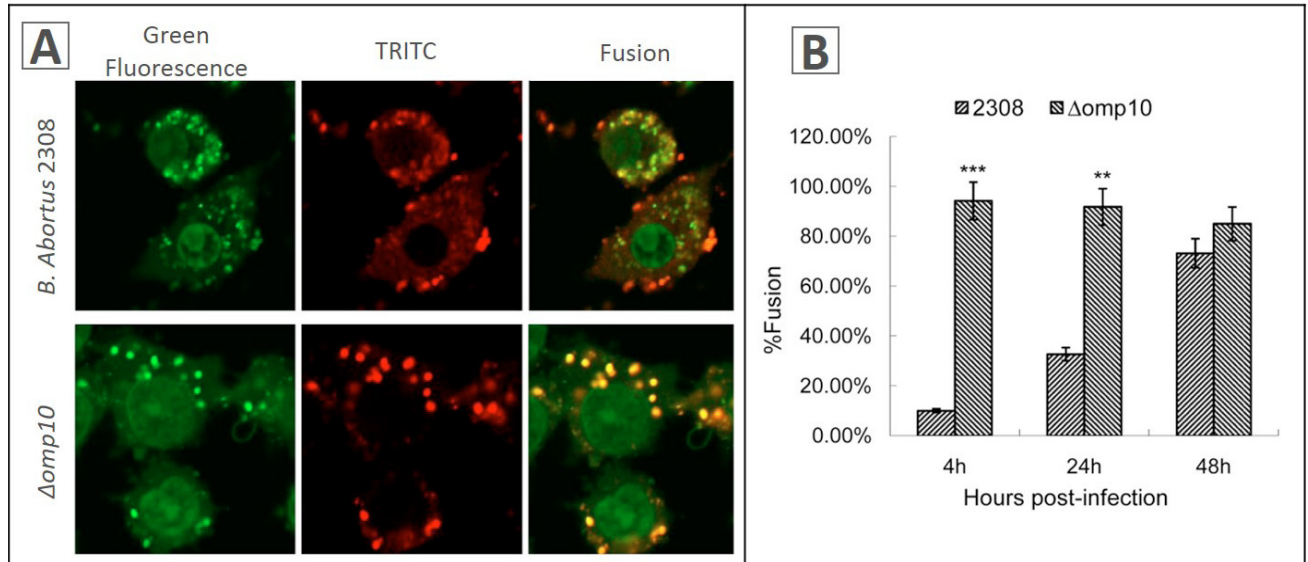 A
Green
Fluorescence
TRITC
Fusion
B. Abortus 2308
Δomp10
B
2308
Δomp10
120.00%
100.00%
80.00%
60.00%
40.00%
20.00%
0.00%
%Fusion
***
**
4h
24h
48h
Hours post-infection